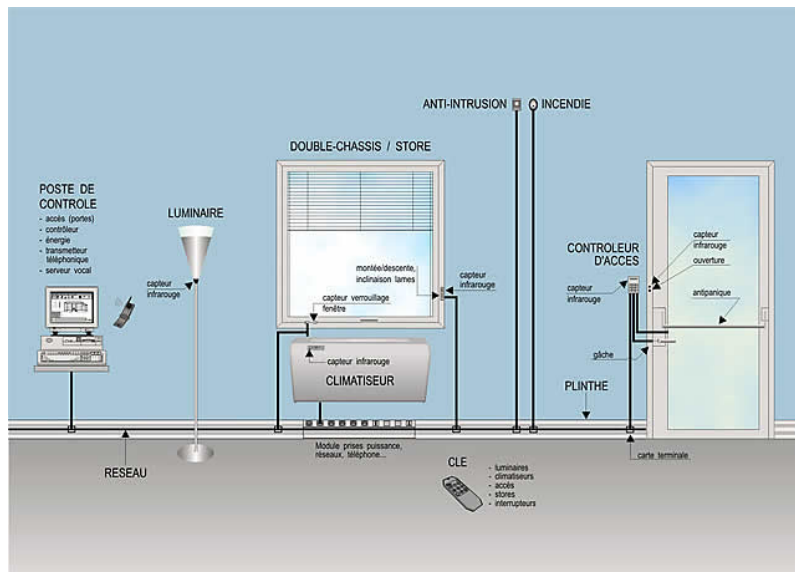 ANTI-INTRUSION
INCENDIE
DOUBLE-CHASSIS / STORE
POSTE DE
CONTROLE
- accès (portes)
- contrôleur
- énergie
- transmetteur
téléphonique
- serveur vocal
LUMINAIRE
capteur
infrarouge
montée/descente,
inclinaison lames
capteur
infrarouge
capteur verrouillage
fenêtre
capteur infrarouge
CLIMATISEUR
CONTROLEUR
D'ACCES
capteur
infrarouge
capteur
infrarouge
ouverture
antipanique
gâche
PLINTHE
RESEAU
Module prises puissance,
réseaux, téléphone...
carte terminale
CLE
- luminaires
- climatiseurs
- accès
- stores
- interrupteurs